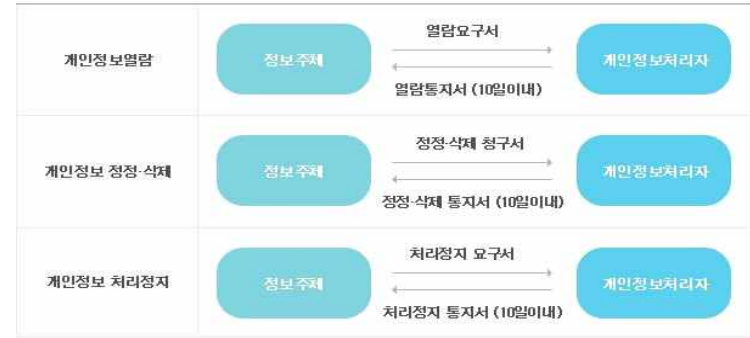 열람요구서
개인정보열람
정보주체
개인정보처리자
열람통지서 (10일이내)
정정·삭제 청구서
개인정보 정정·삭제
정보주체
개인정보처리자
정정·삭제 통지서 (10일이내)
처리정지 요구서
개인정보 처리정지
정보주체
개인정보처리자
처리정지 통지서 (10일이내)